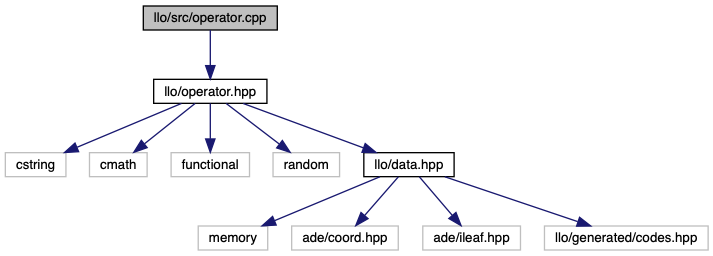 llo/src/operator.cpp
llo/operator.hpp
cstring
cmath
functional
random
llo/data.hpp
memory
ade/coord.hpp
ade/ileaf.hpp
llo/generated/codes.hpp